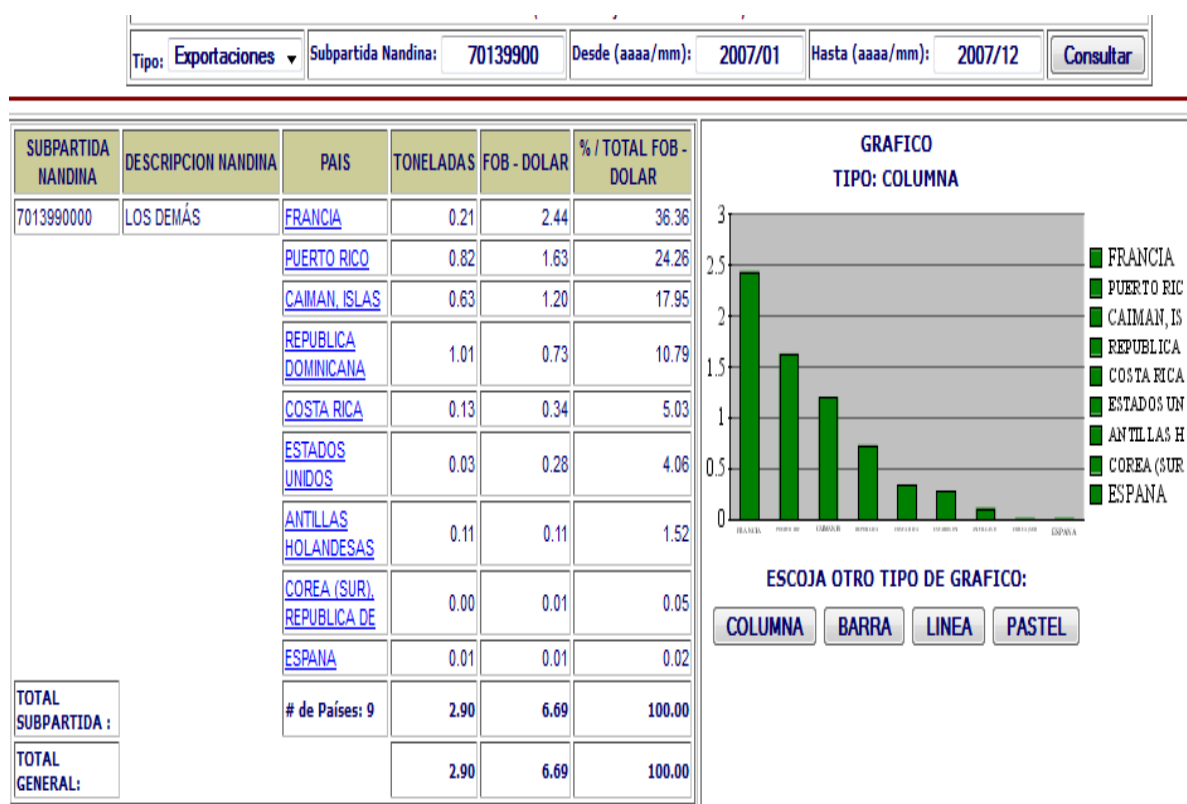 Tipo: Exportaciones Subpartida Nandina: 70139900 Desde (aaaa/mm): 2007/01 Hasta (aaaa/mm): 2007/12 Consultar
SUBPARTIDA NANDINA DESCRIPCION NANDINA PAIS TONELADAS FOB - DOLAR % / TOTAL FOB - DOLAR
7013990000 LOS DEMÁS FRANCIA 0.21 2.44 36.36
PUERTO RICO 0.82 1.63 24.26
CAIMAN, ISLAS 0.63 1.20 17.95
REPUBLICA DOMINICANA 1.01 0.73 10.79
COSTA RICA 0.13 0.34 5.03
ESTADOS UNIDOS 0.03 0.28 4.06
ANTILLAS HOLANDESAS 0.11 0.11 1.52
COREA (SUR), REPUBLICA DE 0.00 0.01 0.05
ESPANA 0.01 0.01 0.02
TOTAL SUBPARTIDA : # de Países: 9 2.90 6.69 100.00
TOTAL GENERAL: 2.90 6.69 100.00
GRAFICO
TIPO: COLUMNA
3
2.5
2
1.5
1
0.5
0
FRANCIA
PUERTO RIC
CAIMAN, IS
REPUBLICA
COSTA RICA
ESTADOS UN
ANTILLAS H
COREA (SUR
ESPANA
ESCOJA OTRO TIPO DE GRAFICO:
COLUMNA BARRA LINEA PASTEL